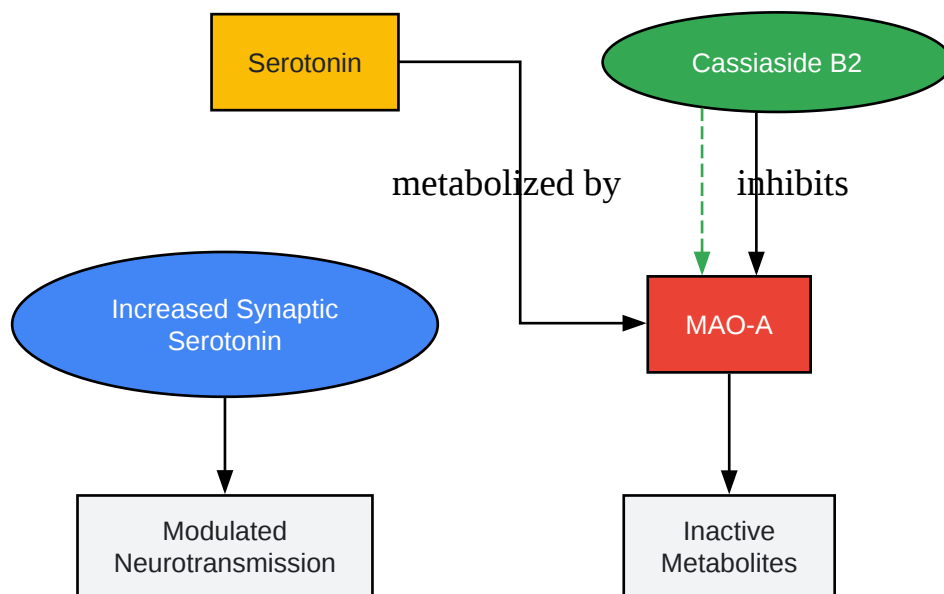 Serotonin
Cassiaside B2
metabolized by
inhibits
Increased Synaptic
Serotonin
MAO-A
Modulated
Neurotransmission
Inactive
Metabolites